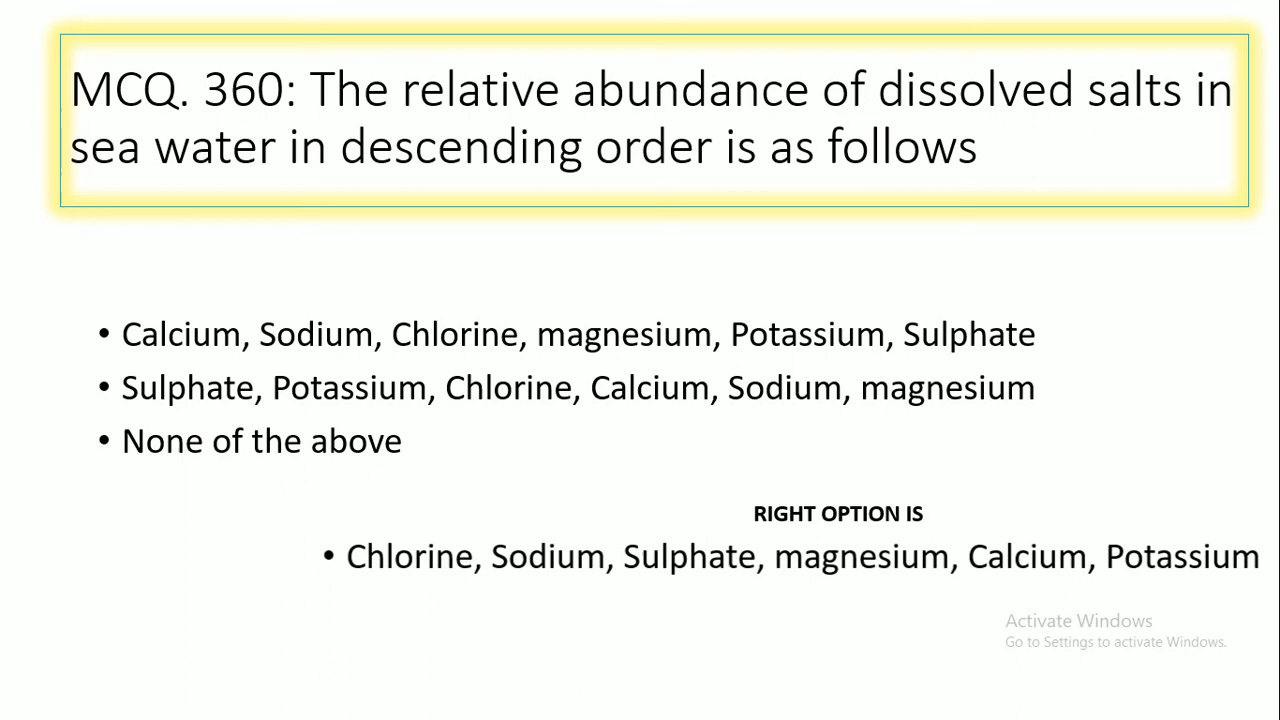 MCQ. 360: The relative abundance of dissolved salts in
sea water in descending order is as follows
• Calcium, Sodium, Chlorine, magnesium, Potassium, Sulphate
• Sulphate, Potassium, Chlorine, Calcium, Sodium, magnesium
• None of the above
RIGHT OPTION IS
• Chlorine, Sodium, Sulphate, magnesium, Calcium, Potassium
Activate Windows
Go to Settings to activate Windows.